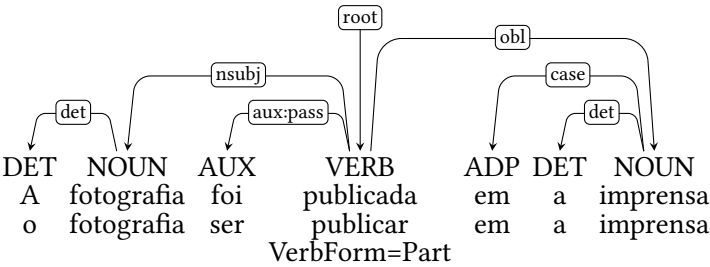 root
obl
nsubj
case
det
aux:pass
det
DET NOUN AUX VERB ADP DET NOUN
A fotografia foi publicada em a imprensa
o fotografia ser publicar em a imprensa
VerbForm=Part